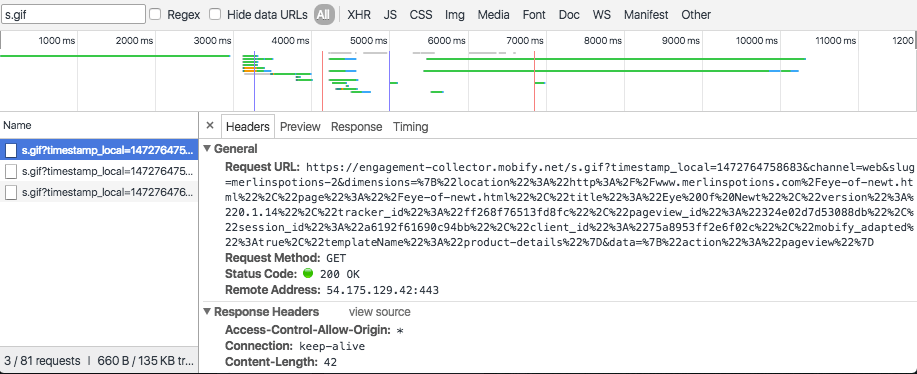 s.gif Regex Hide data URLs All XHR JS CSS Img Media Font Doc WS Manifest Other
1000 ms 2000 ms 3000 ms 4000 ms 5000 ms 6000 ms 7000 ms 8000 ms 9000 ms 10000 ms 11000 ms 12
Name
s.gif?timestamp_local=147276475...
s.gif?timestamp_local=147276475...
s.gif?timestamp_local=147276476...
3 / 81 requests | 660 B / 135 KB tr...
× Headers Preview Response Timing
▼ General
Request URL: https://engagement-collector.mobify.net/s.gif?timestamp_local=1472764758683&channel=web&slug
=merlinspotions-2&dimensions=%7B%22location%22%3A%22http%3A%2F%2Fwww.merlinspotions.com%2Feye-of-newt.ht
ml%22%2C%22page%22%3A%22%2Feye-of-newt.html%22%2C%22title%22%3A%22Eye%20Of%20Newt%22%2C%22version%22%3A%
220.1.14%22%2C%22tracker_id%22%3A%22ff268f76513fd8fc%22%2C%22pageview_id%22%3A%22324e02d7d53088db%22%2C%
22session_id%22%3A%22a6192f61690c94bb%22%2C%22client_id%22%3A%2275a8953ff2e6f02c%22%2C%22mobify_adapted%
22%3Atrue%2C%22templateName%22%3A%22product-details%22%7D&data=%7B%22action%22%3A%22pageview%22%7D
Request Method: GET
Status Code: 200 OK
Remote Address: 54.175.129.42:443
▼ Response Headers view source
Access-Control-Allow-Origin: *
Connection: keep-alive
Content-Length: 42